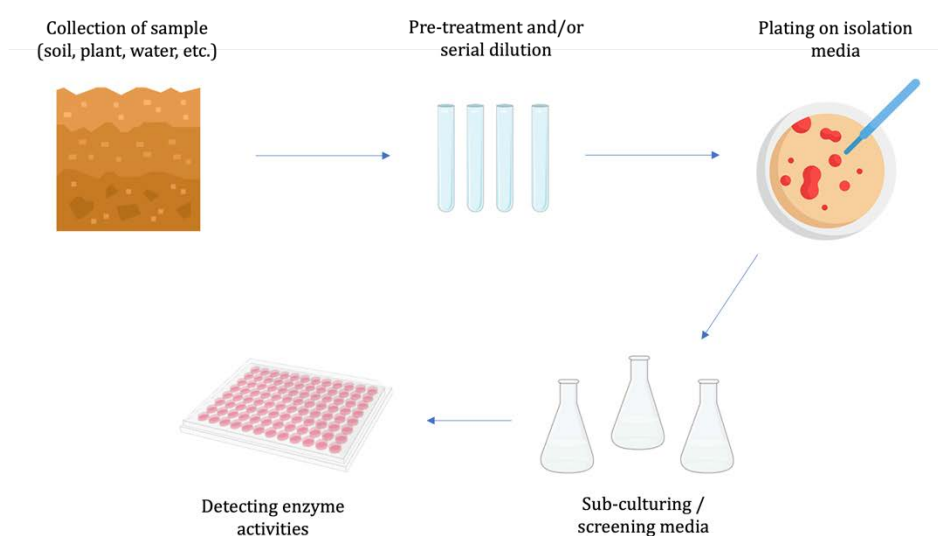 Collection of sample
(soil, plant, water, etc.)
Pre-treatment and/or
serial dilution
Plating on isolation
media
Detecting enzyme
activities
Sub-culturing /
screening media